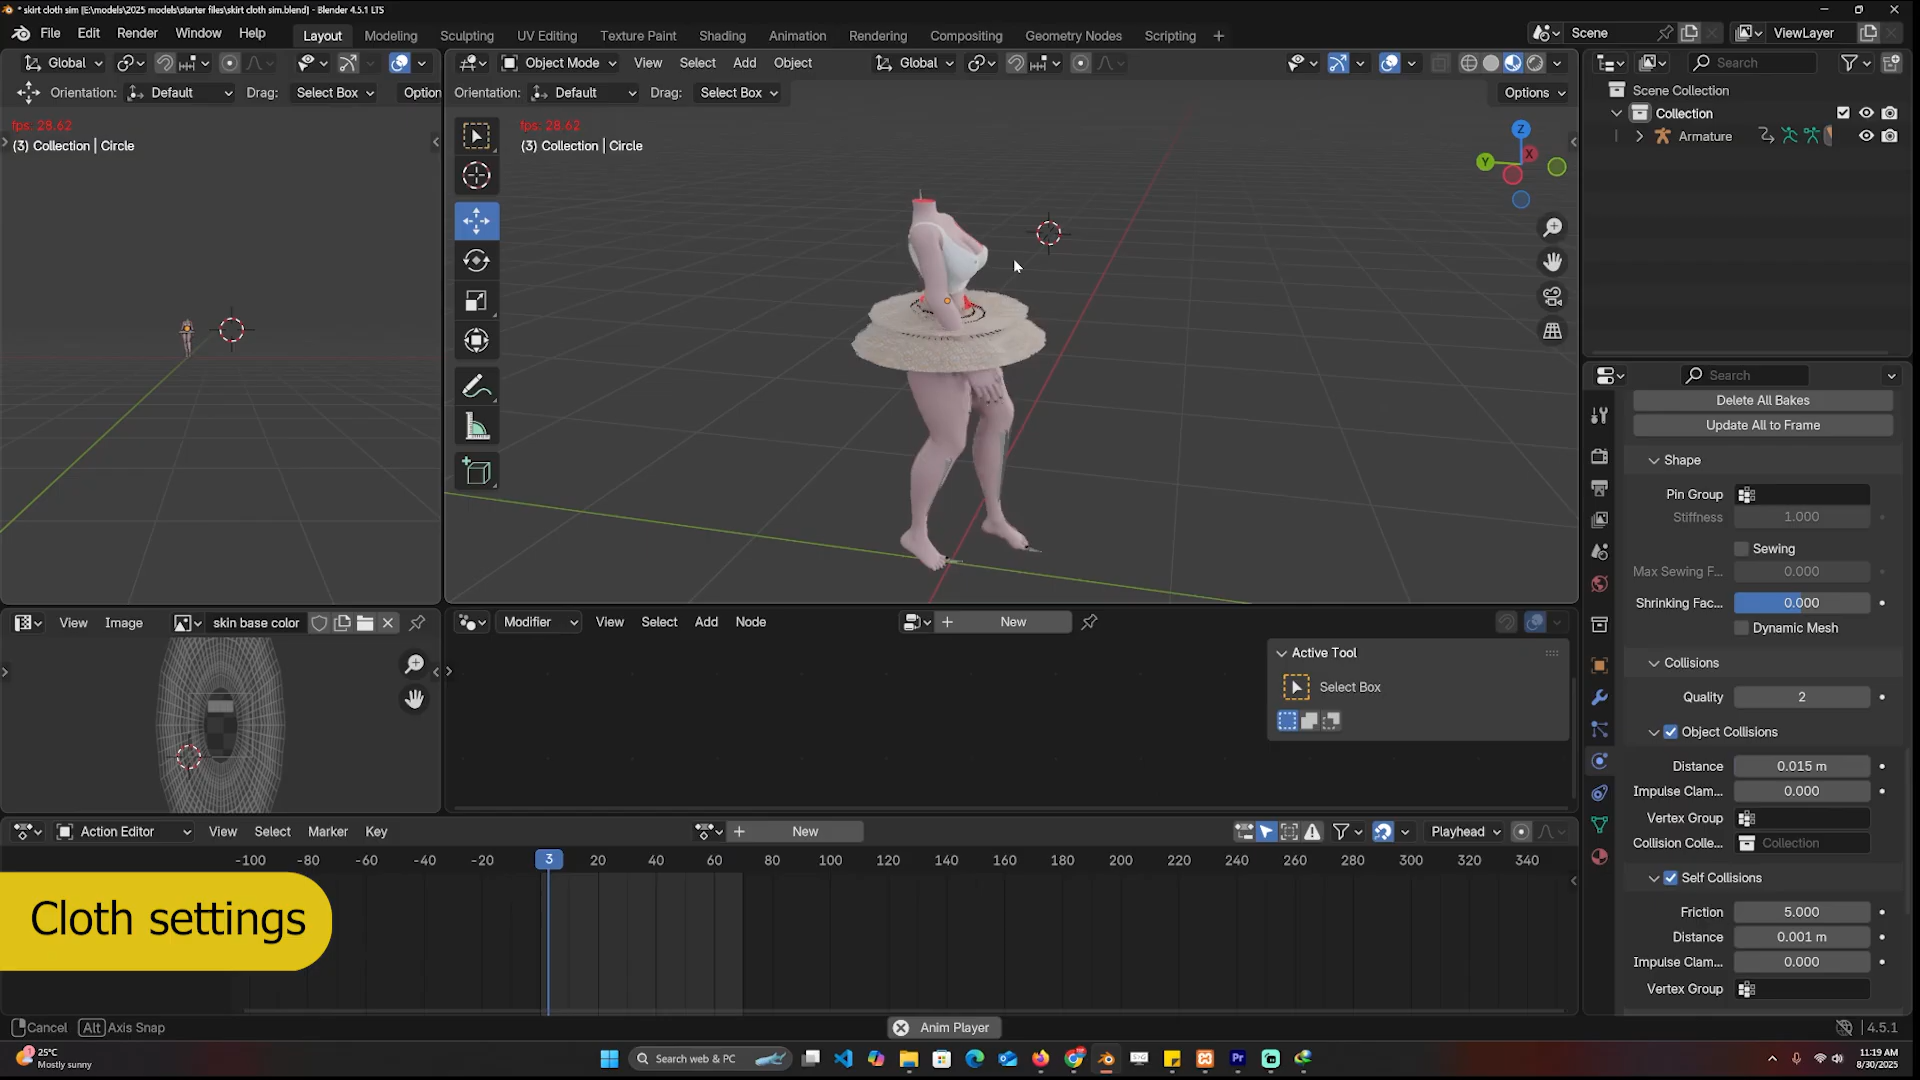 * skirt cloth sim [E:\models\2025 models\starter files\skirt cloth sim.blend] - Blender 4.5.1 LTS
File Edit Render Window Help Layout Modeling Sculpting UV Editing Texture Paint Shading Animation Rendering Compositing Geometry Nodes Scripting + Scene ViewLayer
Global Object Mode View Select Add Object Global Search
Orientation: Default Drag: Select Box Option Orientation: Default Drag: Select Box Options
Scene Collection
Collection
Armature
fps: 28.62 fps: 28.62
(3) Collection | Circle (3) Collection | Circle
Z
X
Y
Search
Delete All Bakes
Update All to Frame
Shape
Pin Group
Stiffness 1.000
Sewing
Max Sewing F... 0.000
Shrinking Fac... 0.000
Dynamic Mesh
Collisions
Quality 2
Object Collisions
Distance 0.015 m
Impulse Clam... 0.000
Vertex Group
Collision Colle... Collection
Self Collisions
Friction 5.000
Distance 0.001 m
Impulse Clam... 0.000
Vertex Group
View Image skin base color Modifier View Select Add Node New
Active Tool
Select Box
Action Editor View Select Marker Key New Playhead
-100 -80 -60 -40 -20 3 20 40 60 80 100 120 140 160 180 200 220 240 260 280 300 320 340
Cloth settings
Cancel Alt Axis Snap Anim Player 4.5.1
25°C
Mostly sunny
Search web & PC
11:19 AM
8/30/2025